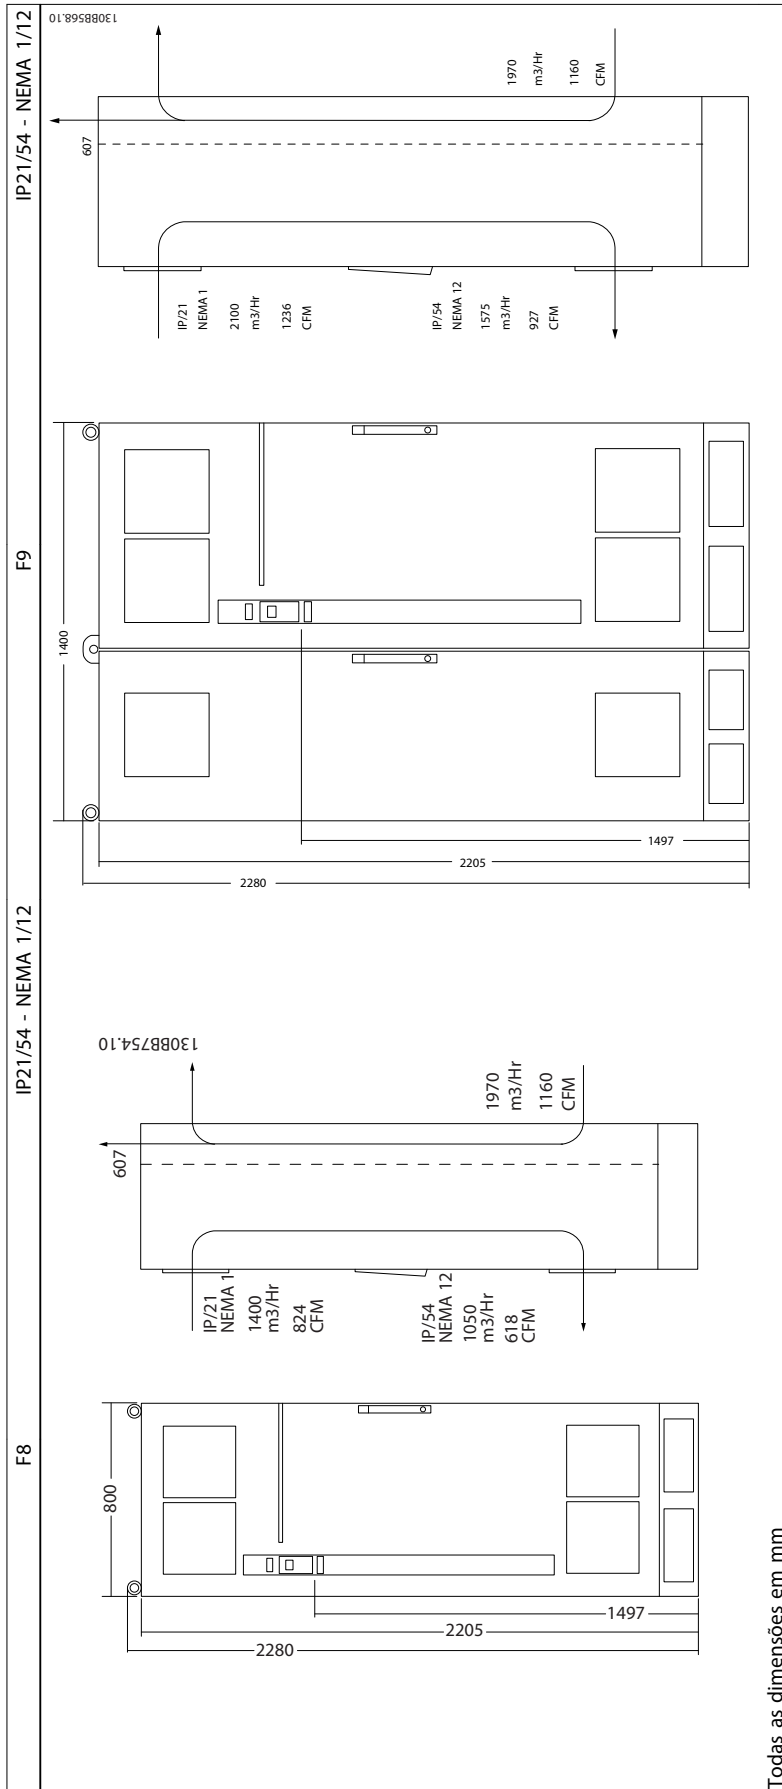 F8
IP21/54 - NEMA 1/12
F9
IP21/54 - NEMA 1/12
800
2280
2205
1497
IP/21
NEMA 1
1400
m3/Hr
824
CFM
IP/54
NEMA 12
1050
m3/Hr
618
CFM
607
1970
m3/Hr
1160
CFM
130BB754.10
1400
2280
2205
1497
IP/21
NEMA 1
2100
m3/Hr
1236
CFM
IP/54
NEMA 12
1575
m3/Hr
927
CFM
607
1970
m3/Hr
1160
CFM
130BB568.10
Todas as dimensões em mm